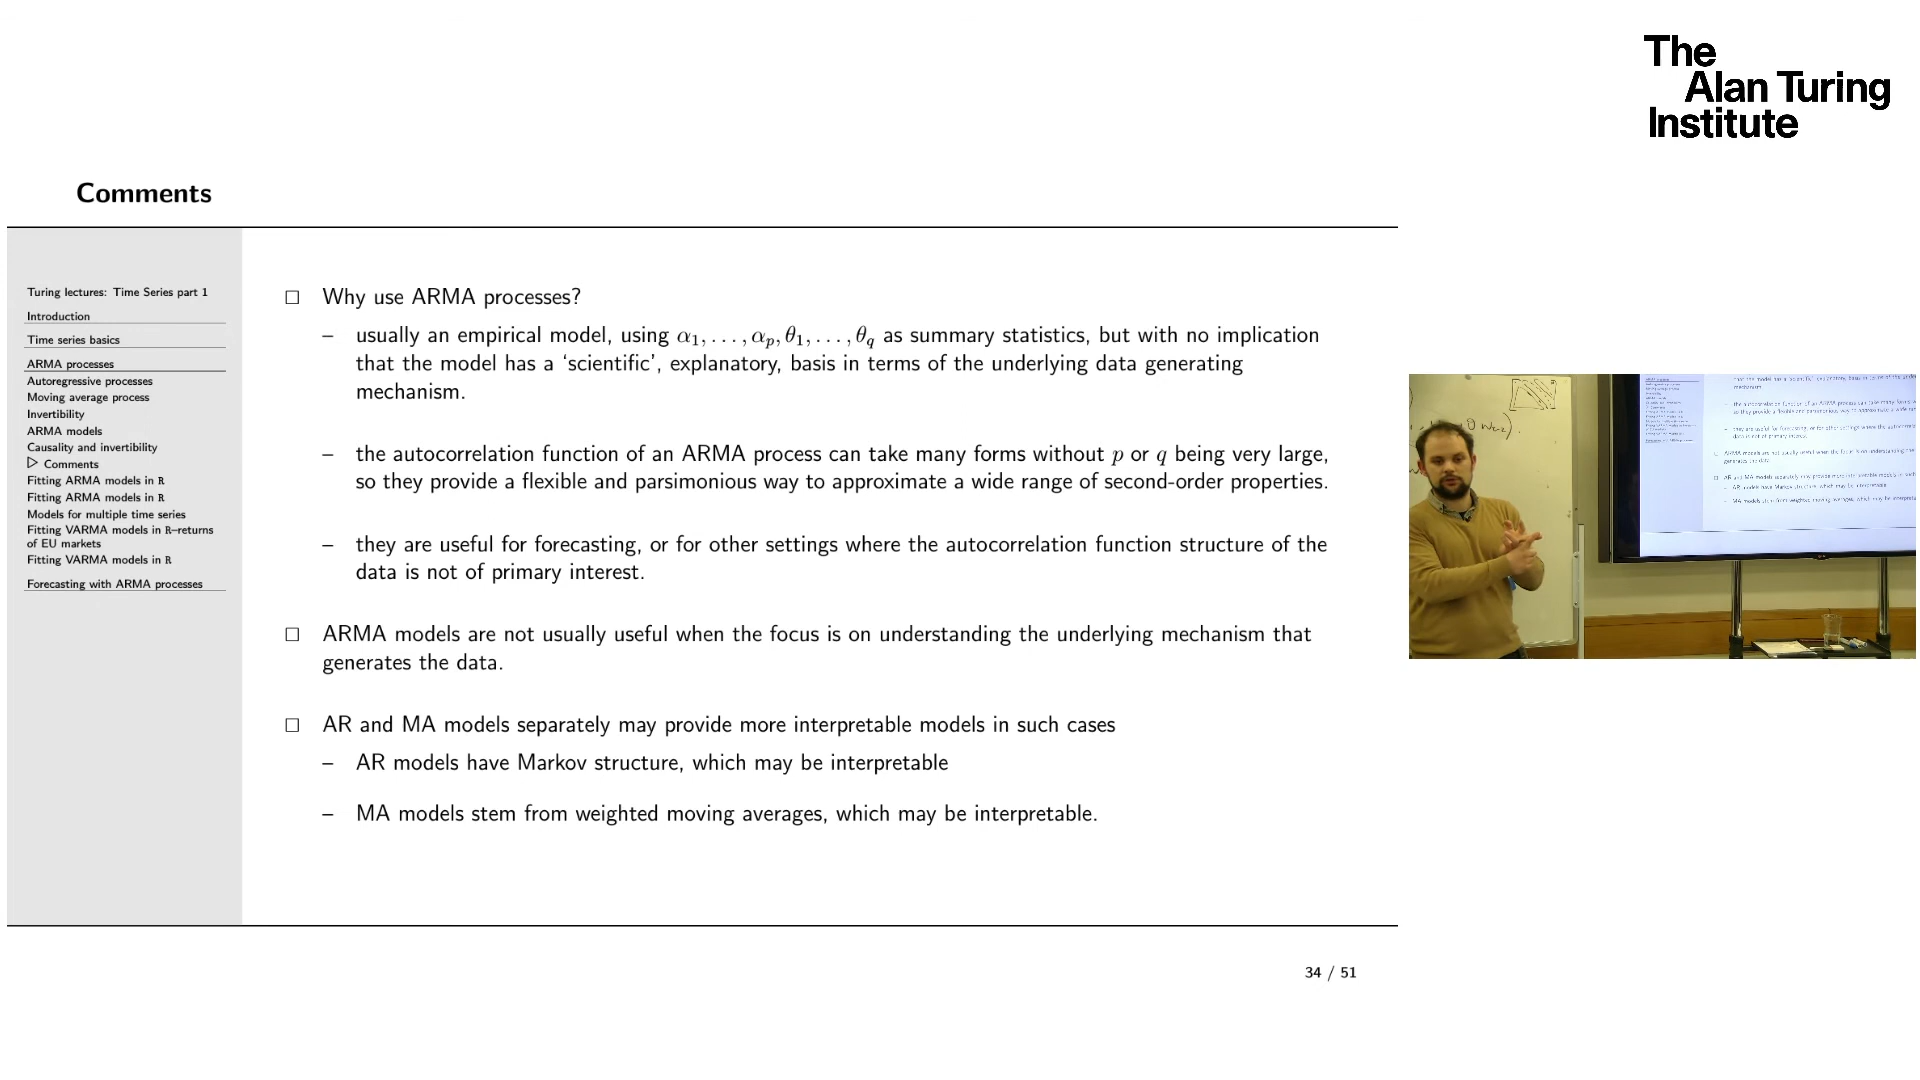 The
Alan Turing
Institute
Comments
Turing lectures: Time Series part 1
Introduction
Time series basics
ARMA processes
Autoregressive processes
Moving average process
Invertibility
ARMA models
Causality and invertibility
▷ Comments
Fitting ARMA models in R
Fitting ARMA models in R
Models for multiple time series
Fitting VARMA models in R–returns
of EU markets
Fitting VARMA models in R
Forecasting with ARMA processes
□ Why use ARMA processes?
– usually an empirical model, using α₁, . . . , αₚ, θ₁, . . . , θ_q as summary statistics, but with no implication
that the model has a ‘scientific’, explanatory, basis in terms of the underlying data generating
mechanism.
– the autocorrelation function of an ARMA process can take many forms without p or q being very large,
so they provide a flexible and parsimonious way to approximate a wide range of second-order properties.
– they are useful for forecasting, or for other settings where the autocorrelation function structure of the
data is not of primary interest.
□ ARMA models are not usually useful when the focus is on understanding the underlying mechanism that
generates the data.
□ AR and MA models separately may provide more interpretable models in such cases
– AR models have Markov structure, which may be interpretable
– MA models stem from weighted moving averages, which may be interpretable.
34 / 51